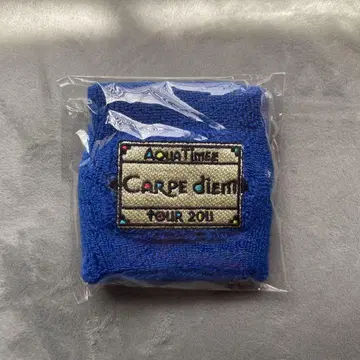 AQUA TIMEZ
CARPE diEM
TOUR 2011